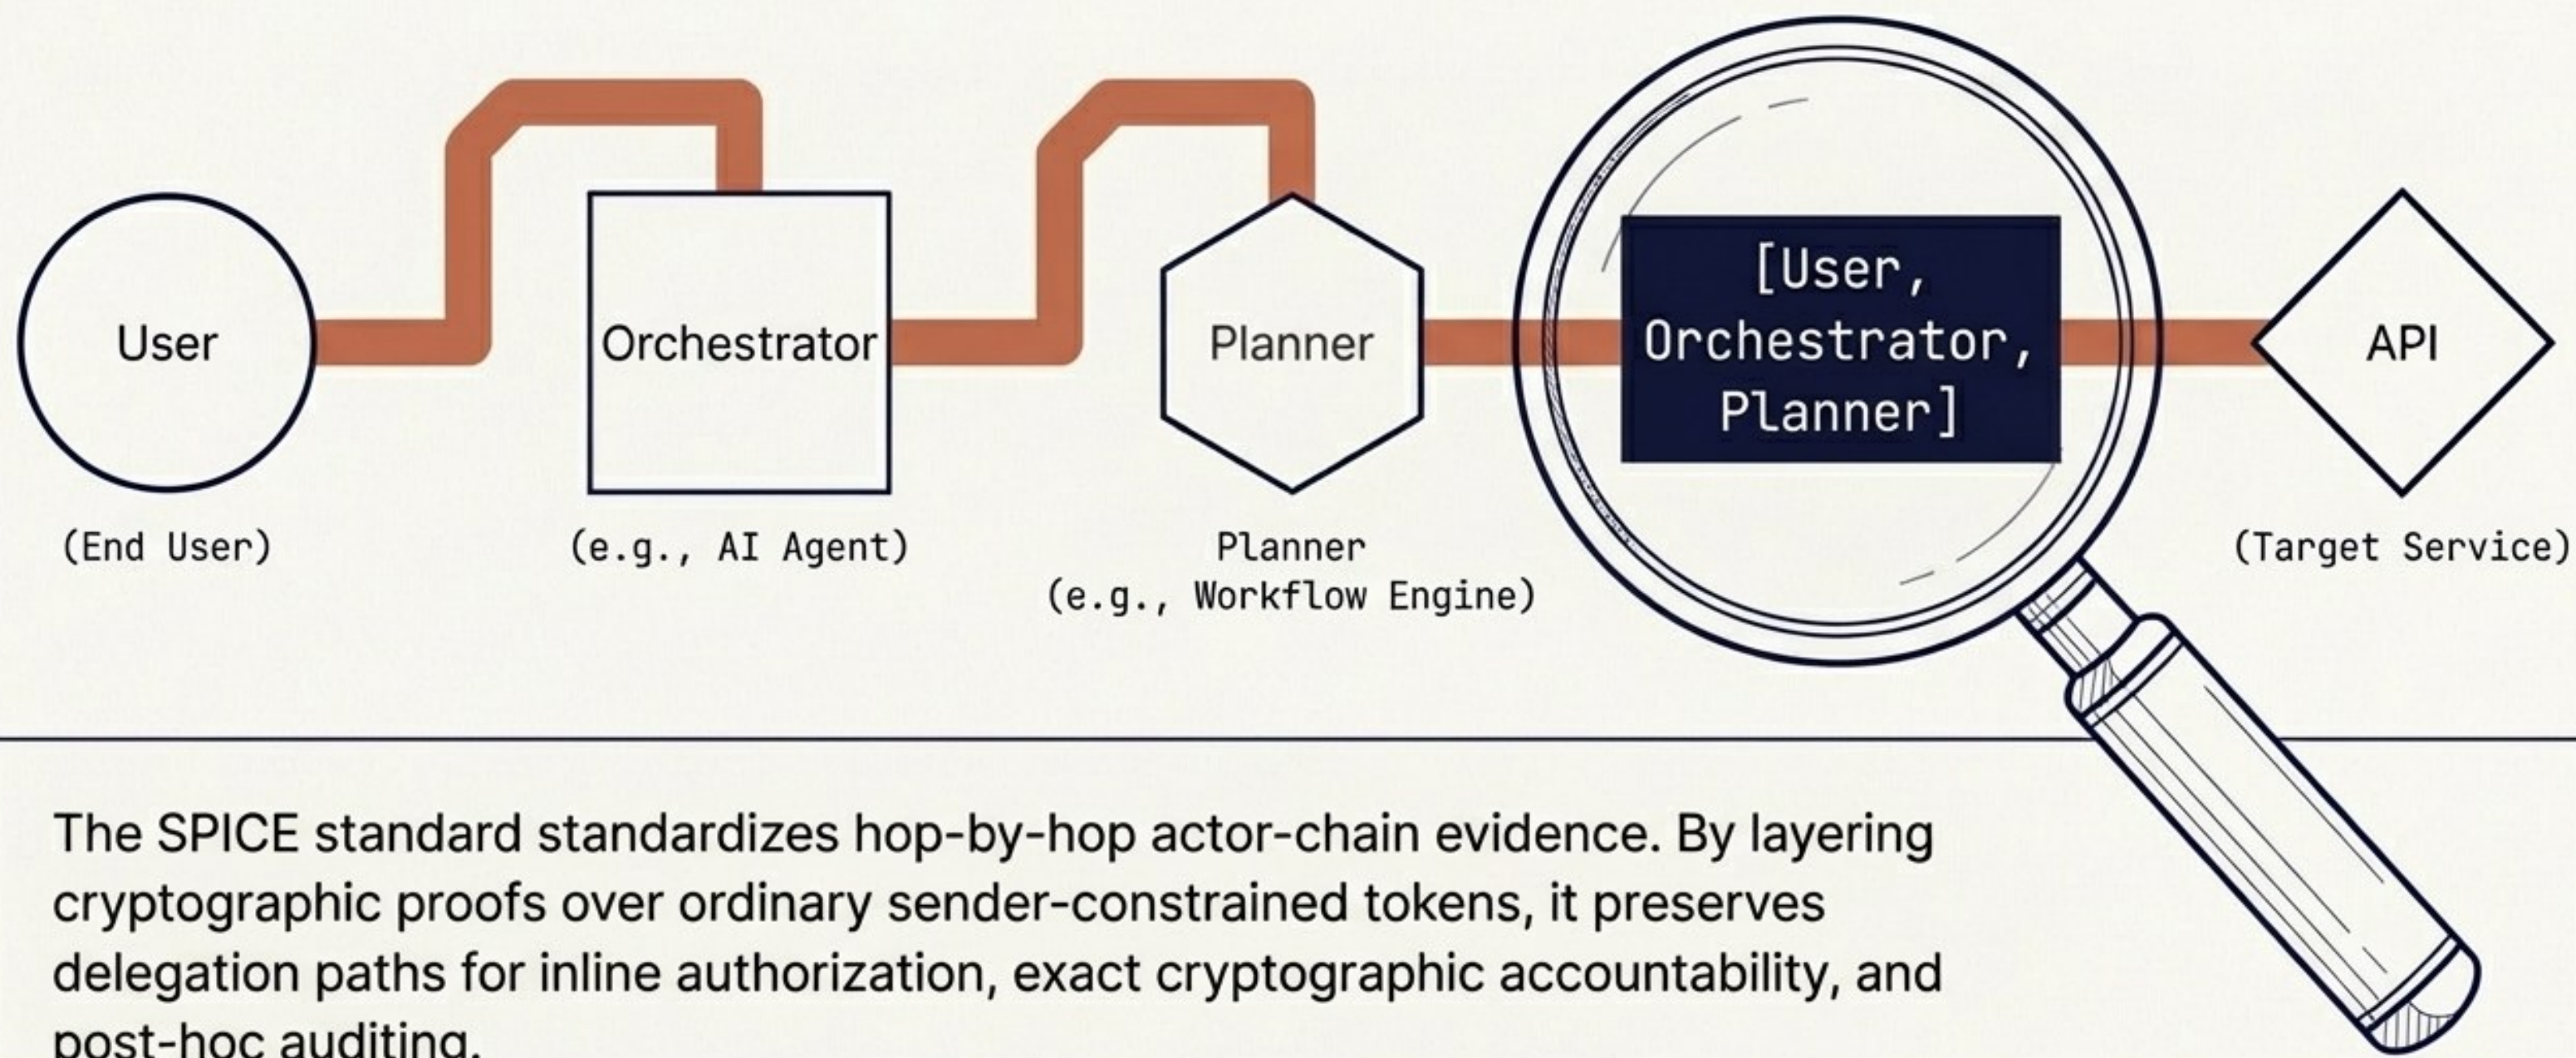 User
Orchestrator
Planner
[User,
Orchestrator,
Planner]
API
(End User)
(e.g., AI Agent)
Planner
(e.g., Workflow Engine)
(Target Service)
The SPICE standard standardizes hop-by-hop actor-chain evidence. By layering
cryptographic proofs over ordinary sender-constrained tokens, it preserves
delegation paths for inline authorization, exact cryptographic accountability, and
post-hoc auditing.